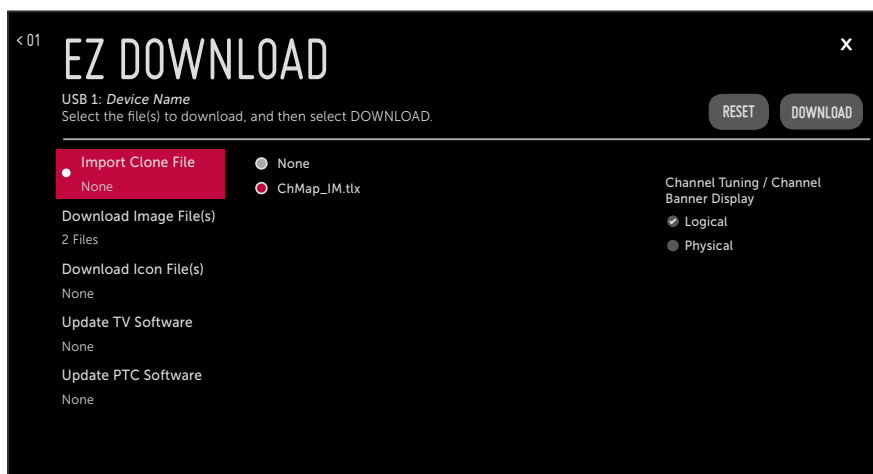 < 01
EZ DOWNLOAD
X
USB 1: Device Name
Select the file(s) to download, and then select DOWNLOAD.
RESET
DOWNLOAD
Import Clone File
None
Download Image File(s)
2 Files
Download Icon File(s)
None
Update TV Software
None
Update PTC Software
None
None
ChMap_IM.tlx
Channel Tuning / Channel
Banner Display
Logical
Physical